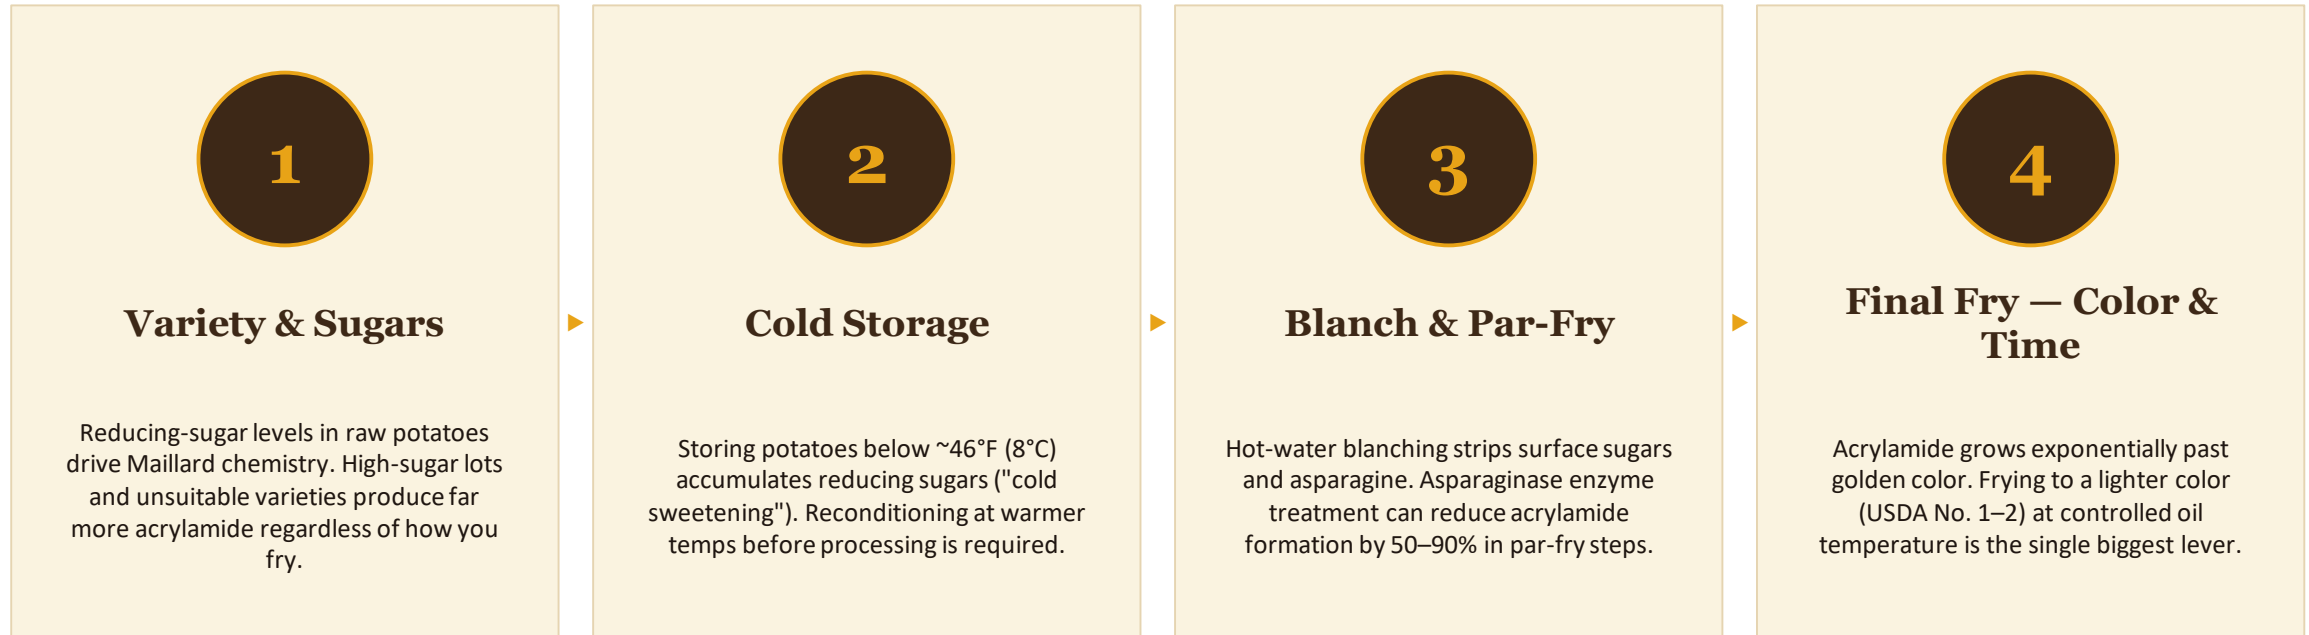 1
Variety & Sugars
Reducing-sugar levels in raw potatoes
drive Maillard chemistry. High-sugar lots
and unsuitable varieties produce far
more acrylamide regardless of how you
fry.
2
Cold Storage
Storing potatoes below ~46°F (8°C)
accumulates reducing sugars ("cold
sweetening"). Reconditioning at warmer
temps before processing is required.
3
Blanch & Par-Fry
Hot-water blanching strips surface sugars
and asparagine. Asparaginase enzyme
treatment can reduce acrylamide
formation by 50–90% in par-fry steps.
4
Final Fry — Color &
Time
Acrylamide grows exponentially past
golden color. Frying to a lighter color
(USDA No. 1–2) at controlled oil
temperature is the single biggest lever.